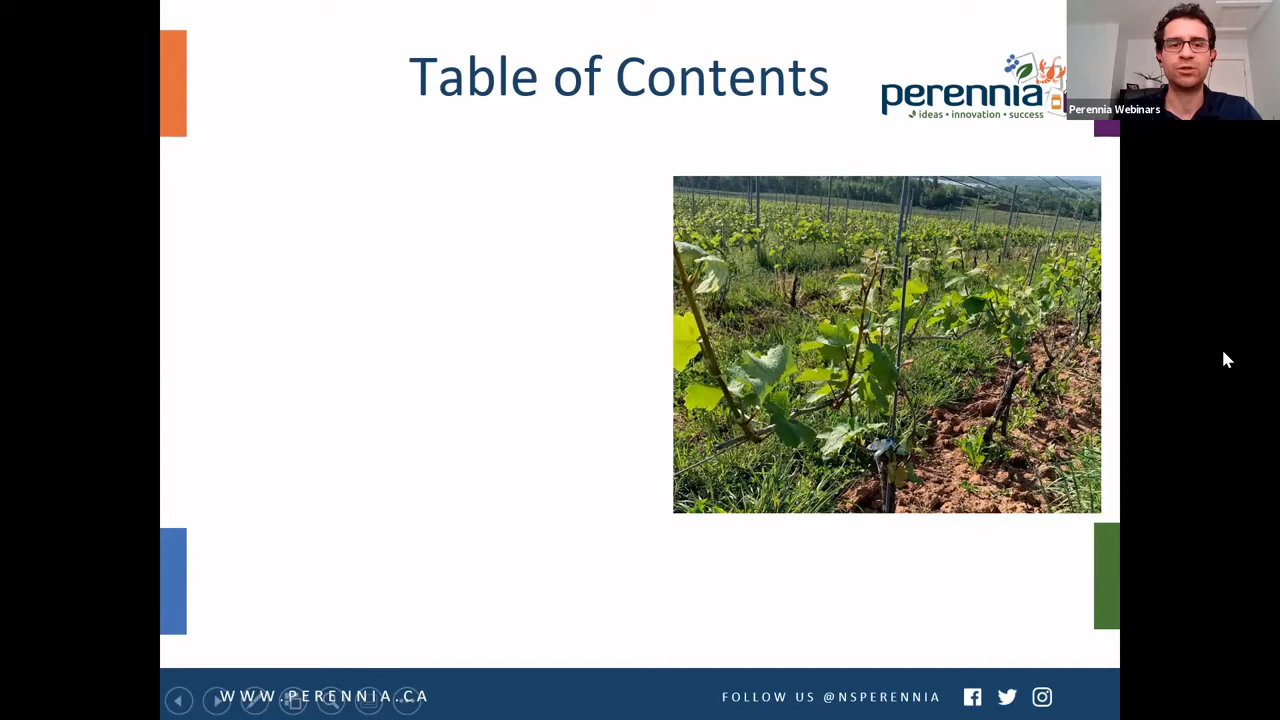 Table of Contents
perennia
ideas • innovation • success
Perennia Webinars
WWW.PERENNIA.CA
FOLLOW US @NSPERENNIA